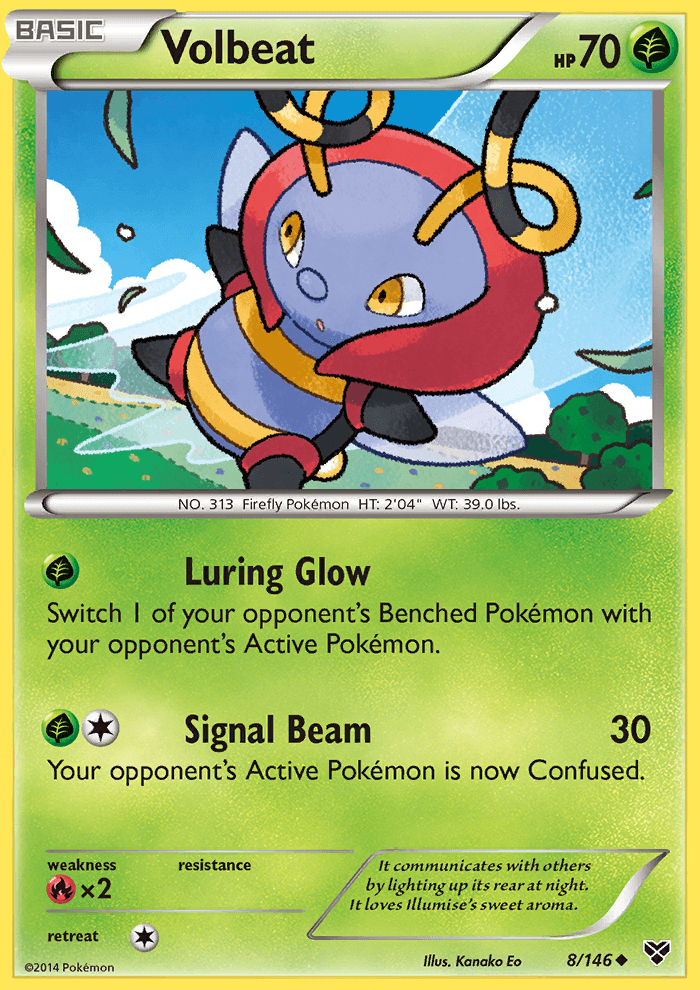 BASIC
Volbeat
HP70
NO. 313 Firefly Pokémon HT: 2'04" WT: 39.0 lbs.
Luring Glow
Switch 1 of your opponent's Benched Pokémon with
your opponent's Active Pokémon.
Signal Beam 30
Your opponent's Active Pokémon is now Confused.
weakness resistance
×2
It communicates with others
by lighting up its rear at night.
It loves Illumise's sweet aroma.
retreat
©2014 Pokémon
Illus. Kanako Eo 8/146